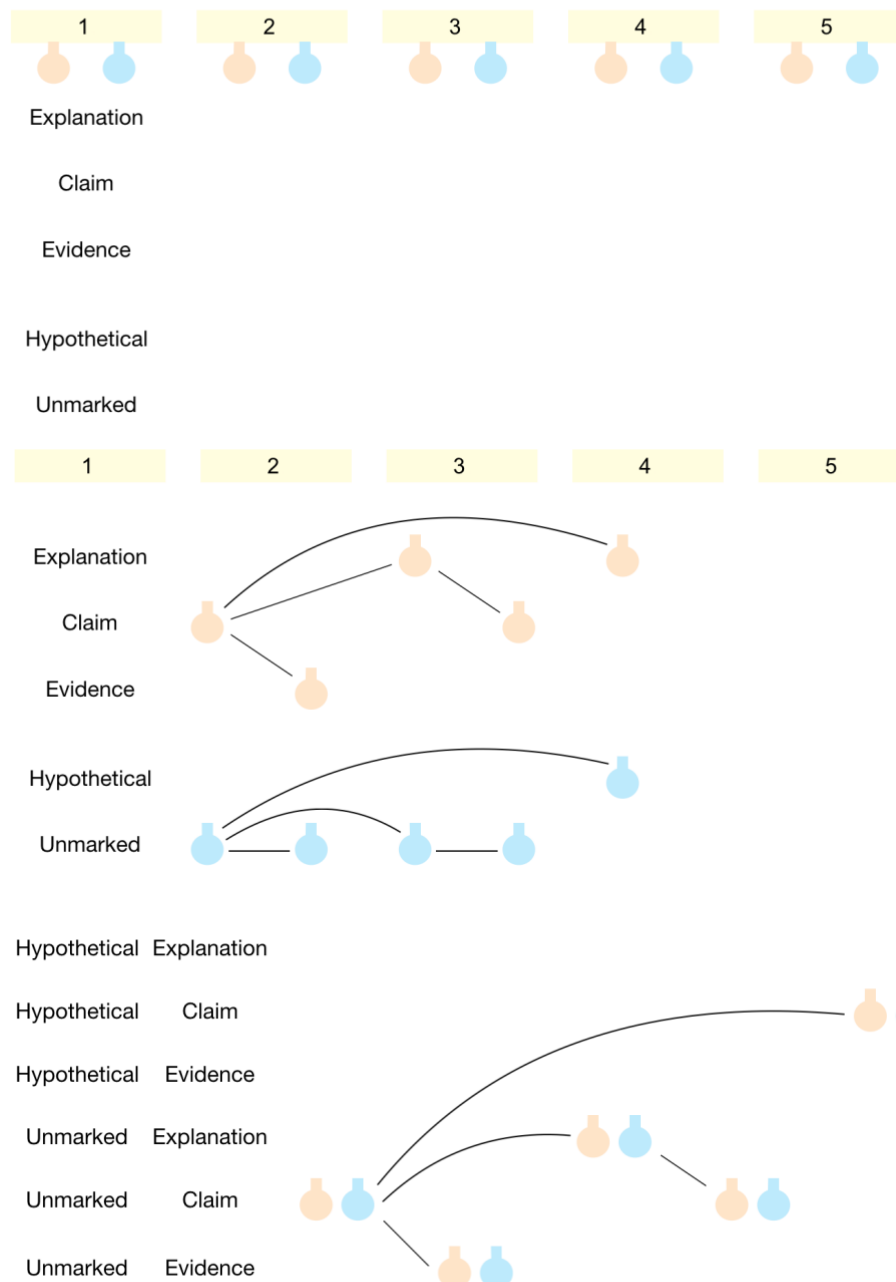 1 2 3 4 5
Explanation
Claim
Evidence
Hypothetical
Unmarked
1 2 3 4 5
Explanation
Claim
Evidence
Hypothetical
Unmarked
Hypothetical Explanation
Hypothetical Claim
Hypothetical Evidence
Unmarked Explanation
Unmarked Claim
Unmarked Evidence